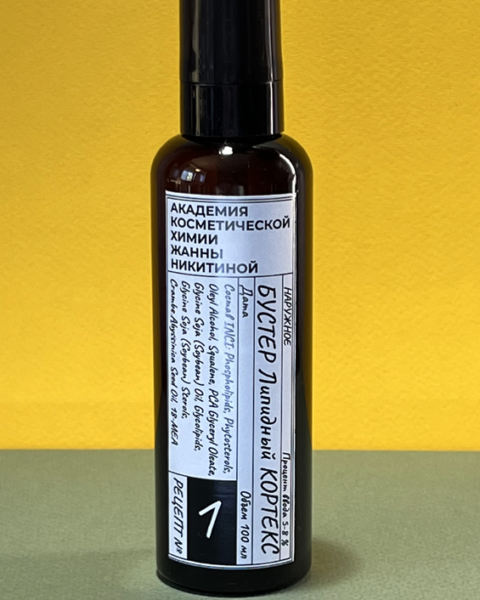 АКАДЕМИЯ
КОСМЕТИЧЕСКОЙ
ХИМИИ
ЖАННЫ
НИКИТИНОЙ
НАРУЖНОЕ
Процент ввода 5-8 %
БУСТЕР Липидный КОРТЕКС
Дата
Объем 100 мл
Состав INCI: Phospholipids, Phytosterols,
Oleyl Alcohol, Squalene, PCA Glyceryl Oleate,
Glycine Soja (Soybean) Oil, Glycolipids,
Glycine Soja (Soybean) Sterols,
Crambe Abyssinica Seed Oil, 18-МЕА
РЕЦЕПТ №
1